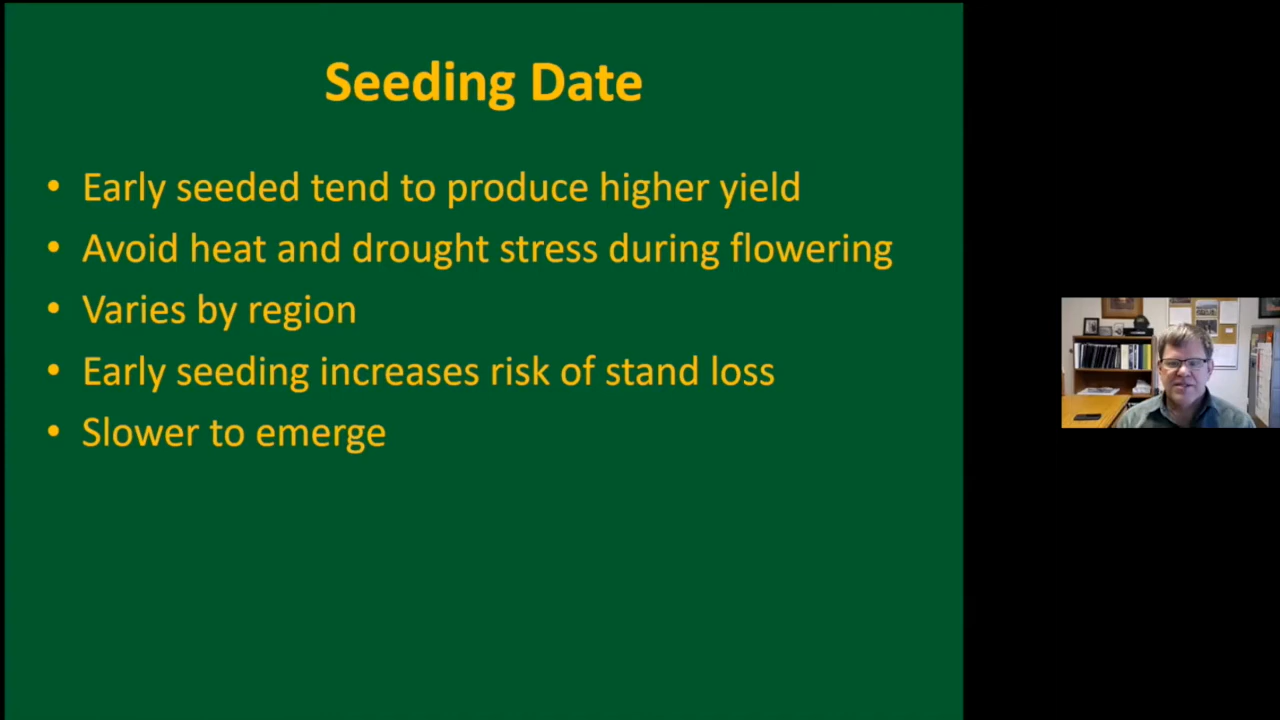 Seeding Date
• Early seeded tend to produce higher yield
• Avoid heat and drought stress during flowering
• Varies by region
• Early seeding increases risk of stand loss
• Slower to emerge